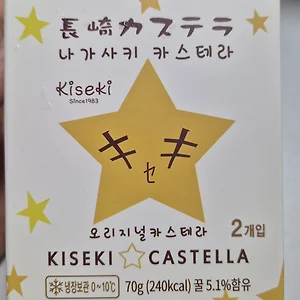 長崎カステラ
나가사키 카스테라
Kiseki
Since1983
キセキ
오리지널카스테라
2개입
KISEKI CASTELLA
냉장보관 0~10℃ 70g (240kcal) 꿀 5.1%함유